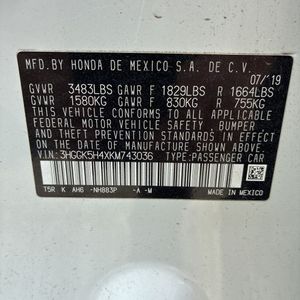 MFD. BY HONDA DE MEXICO S.A. DE C.V.
07/19
GVWR 3483LBS GAWR F 1829LBS R 1664LBS
GVWR 1580KG GAWR F 830KG R 755KG
THIS VEHICLE CONFORMS TO ALL APPLICABLE
FEDERAL MOTOR VEHICLE SAFETY, BUMPER, AND
THEFT PREVENTION STANDARDS IN EFFECT ON
THE DATE OF MANUFACTURE SHOWN ABOVE.
V.I.N: 3HGGK5H4XKM743036 TYPE: PASSENGER CAR
T5R K AH6 -NH883P -A -M MADE IN MEXICO